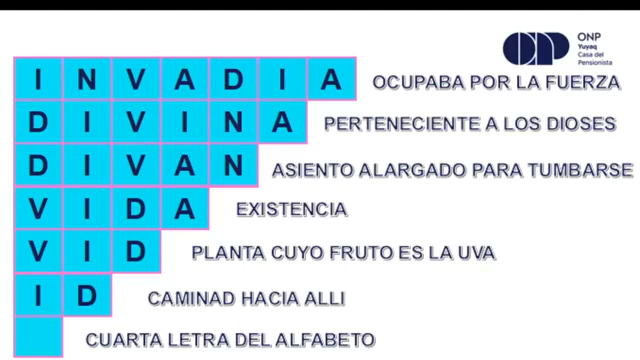 ONP
Yuyaq
Casa del
Pensionista
INVADIA OCUPABA POR LA FUERZA
DIVINA PERTENECIENTE A LOS DIOSES
DIVAN ASIENTO ALARGADO PARA TUMBARSE
VIDA EXISTENCIA
VID PLANTA CUYO FRUTO ES LA UVA
ID CAMINAD HACIA ALLI
CUARTA LETRA DEL ALFABETO